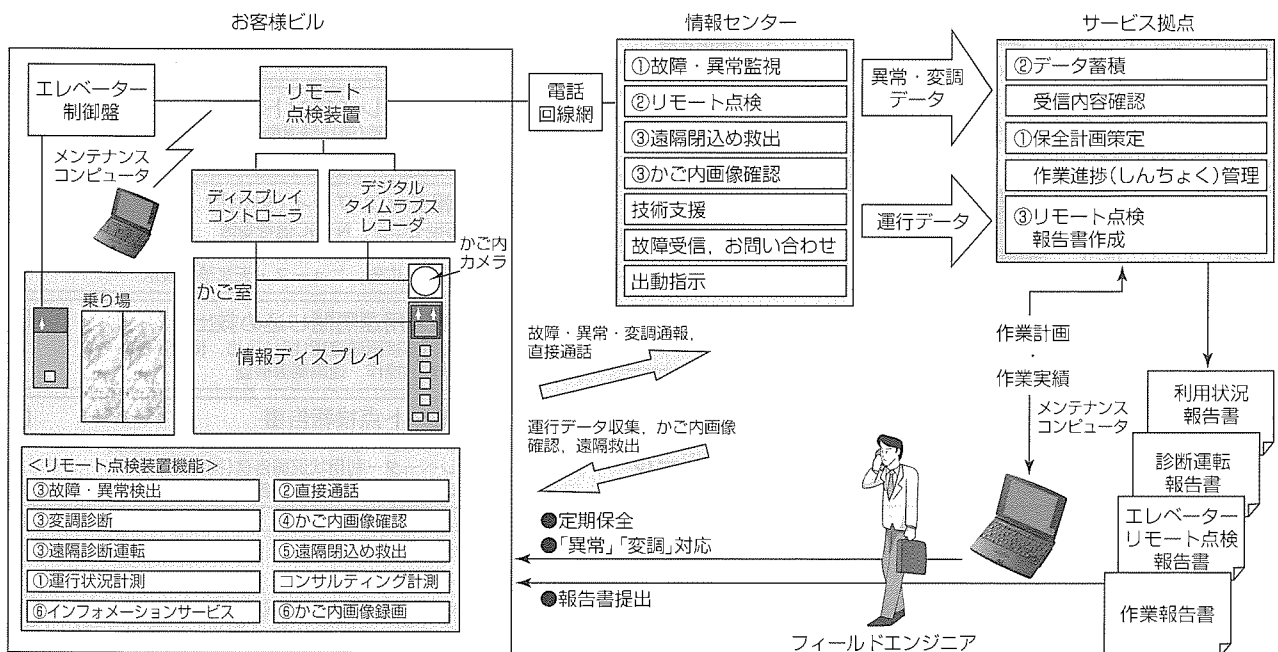 お客様ビル
エレベーター
制御盤
リモート
点検装置
メンテナンス
コンピュータ
ディスプレイ
コントローラ
デジタル
タイムラプス
レコーダ
かご内
カメラ
乗り場
かご室
情報ディスプレイ
<リモート点検装置機能>
③故障・異常検出
②直接通話
③変調診断
④かご内画像確認
③遠隔診断運転
⑤遠隔閉込め救出
①運行状況計測
コンサルティング計測
⑥インフォメーションサービス
⑥かご内画像録画
電話
回線網
情報センター
①故障・異常監視
②リモート点検
③遠隔閉込め救出
③かご内画像確認
技術支援
故障受信，お問い合わせ
出動指示
異常・変調
データ
運行データ
サービス拠点
②データ蓄積
受信内容確認
①保全計画策定
作業進捗(しんちょく)管理
③リモート点検
報告書作成
故障・異常・変調通報，
直接通話
運行データ収集，かご内画像
確認，遠隔救出
●定期保全
●「異常」「変調」対応
●報告書提出
フィールドエンジニア
作業計画
・
作業実績
メンテナンス
コンピュータ
利用状況
報告書
診断運転
報告書
エレベーター
リモート点検
報告書
作業報告書